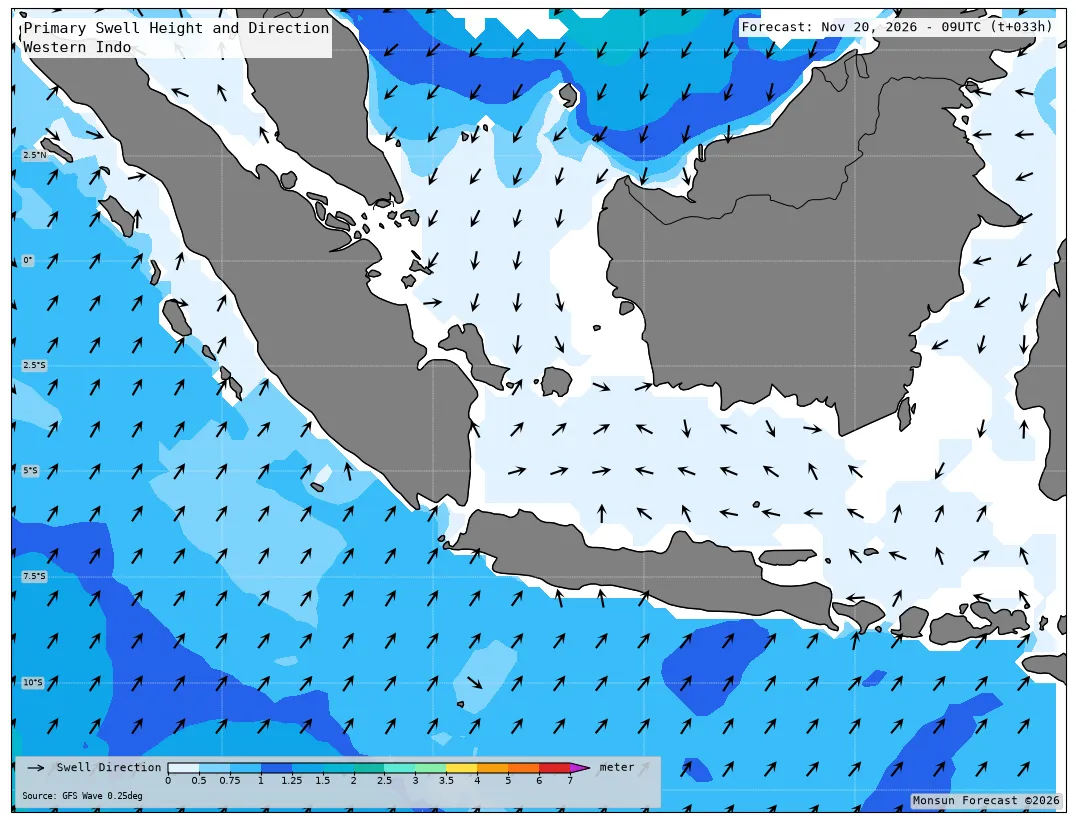 Primary Swell Height and Direction
Western Indo
Forecast: Nov 20, 2026 - 09UTC (t+033h)
2.5°N
0°
2.5°S
5°S
7.5°S
10°S
Swell Direction
meter
0 0.5 0.75 1 1.25 1.5 2 2.5 3 3.5 4 5 6 7
Source: GFS Wave 0.25deg
Monsun Forecast ©2026